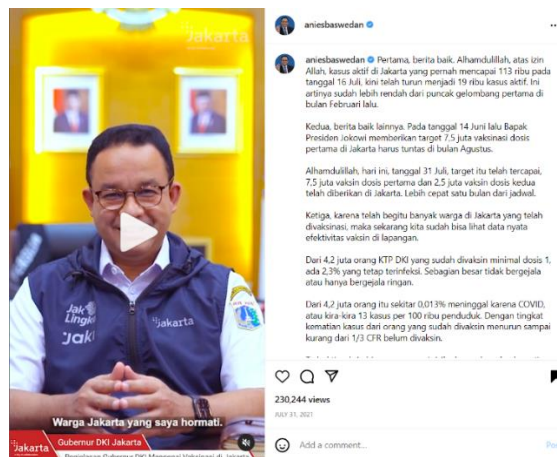 Jakarta
Jak
Lingko
Jakarta
Warga Jakarta yang saya hormati.
Jakarta
Gubernur DKI Jakarta
Penjelasan Gubernur DKI Mengenai Vaksinasi di Jakarta
aniesbaswedan
aniesbaswedan Pertama, berita baik. Alhamdulillah, atas izin
Allah, kasus aktif di Jakarta yang pernah mencapai 113 ribu pada
tanggal 16 Juli, kini telah turun menjadi 19 ribu kasus aktif. Ini
artinya sudah lebih rendah dari puncak gelombang pertama di
bulan Februari lalu.
Kedua, berita baik lainnya. Pada tanggal 14 Juni lalu Bapak
Presiden Jokowi memberikan target 7,5 juta vaksinasi dosis
pertama di Jakarta harus tuntas di bulan Agustus.
Alhamdulillah, hari ini, tanggal 31 Juli, target itu telah tercapai,
7,5 juta vaksin dosis pertama dan 2,5 juta vaksin dosis kedua
telah diberikan di Jakarta. Lebih cepat satu bulan dari jadwal.
Ketiga, karena telah begitu banyak warga di Jakarta yang telah
divaksinasi, maka sekarang kita sudah bisa lihat data nyata
efektivitas vaksin di lapangan.
Dari 4,2 juta orang KTP DKI yang sudah divaksin minimal dosis 1,
ada 2,3% yang tetap terinfeksi. Sebagian besar tidak bergejala
atau hanya bergejala ringan.
Dari 4,2 juta orang itu sekitar 0,013% meninggal karena COVID,
atau kira-kira 13 kasus per 100 ribu penduduk. Dengan tingkat
kematian kasus dari orang yang sudah divaksin menurun sampai
kurang dari 1/3 CFR belum divaksin.
230,244 views
JULY 31, 2021
Add a comment...